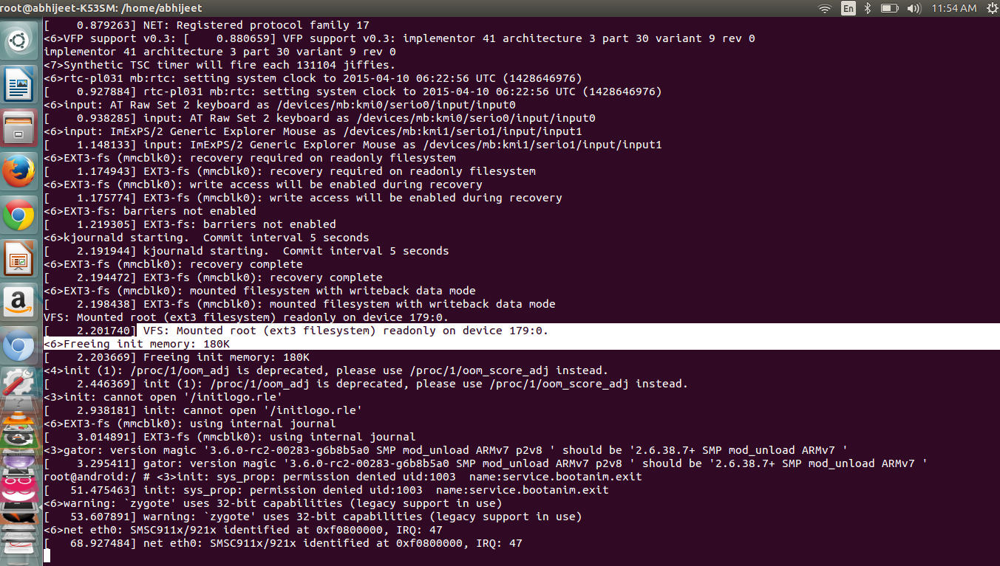 root@abhijeet-K53SM: /home/abhijeet
En
11:54 AM
[    0.879263] NET: Registered protocol family 17
<6>VFP support v0.3: [    0.880659] VFP support v0.3: implementor 41 architecture 3 part 30 variant 9 rev 0
implementor 41 architecture 3 part 30 variant 9 rev 0
<7>Synthetic TSC timer will fire each 131104 jiffies.
<6>rtc-pl031 mb:rtc: setting system clock to 2015-04-10 06:22:56 UTC (1428646976)
[    0.927884] rtc-pl031 mb:rtc: setting system clock to 2015-04-10 06:22:56 UTC (1428646976)
<6>input: AT Raw Set 2 keyboard as /devices/mb:kmi0/serio0/input/input0
[    0.938285] input: AT Raw Set 2 keyboard as /devices/mb:kmi0/serio0/input/input0
<6>input: ImExPS/2 Generic Explorer Mouse as /devices/mb:kmi1/serio1/input/input1
[    1.148133] input: ImExPS/2 Generic Explorer Mouse as /devices/mb:kmi1/serio1/input/input1
<6>EXT3-fs (mmcblk0): recovery required on readonly filesystem
[    1.174943] EXT3-fs (mmcblk0): recovery required on readonly filesystem
<6>EXT3-fs (mmcblk0): write access will be enabled during recovery
[    1.175774] EXT3-fs (mmcblk0): write access will be enabled during recovery
<6>EXT3-fs: barriers not enabled
[    1.219305] EXT3-fs: barriers not enabled
<6>kjournald starting.  Commit interval 5 seconds
[    2.191944] kjournald starting.  Commit interval 5 seconds
<6>EXT3-fs (mmcblk0): recovery complete
[    2.194472] EXT3-fs (mmcblk0): recovery complete
<6>EXT3-fs (mmcblk0): mounted filesystem with writeback data mode
[    2.198438] EXT3-fs (mmcblk0): mounted filesystem with writeback data mode
VFS: Mounted root (ext3 filesystem) readonly on device 179:0.
[    2.201740] VFS: Mounted root (ext3 filesystem) readonly on device 179:0.
<6>Freeing init memory: 180K
[    2.203669] Freeing init memory: 180K
<4>init (1): /proc/1/oom_adj is deprecated, please use /proc/1/oom_score_adj instead.
[    2.446369] init (1): /proc/1/oom_adj is deprecated, please use /proc/1/oom_score_adj instead.
<3>init: cannot open '/initlogo.rle'
[    2.938181] init: cannot open '/initlogo.rle'
<6>EXT3-fs (mmcblk0): using internal journal
[    3.014891] EXT3-fs (mmcblk0): using internal journal
<3>gator: version magic '3.6.0-rc2-00283-g6b8b5a0 SMP mod_unload ARMv7 p2v8 ' should be '2.6.38.7+ SMP mod_unload ARMv7 '
[    3.295411] gator: version magic '3.6.0-rc2-00283-g6b8b5a0 SMP mod_unload ARMv7 p2v8 ' should be '2.6.38.7+ SMP mod_unload ARMv7 '
root@android:/ # <3>init: sys_prop: permission denied uid:1003  name:service.bootanim.exit
[   51.475463] init: sys_prop: permission denied uid:1003  name:service.bootanim.exit
<6>warning: `zygote' uses 32-bit capabilities (legacy support in use)
[   53.607891] warning: `zygote' uses 32-bit capabilities (legacy support in use)
<6>net eth0: SMSC911x/921x identified at 0xf0800000, IRQ: 47
[   68.927484] net eth0: SMSC911x/921x identified at 0xf0800000, IRQ: 47